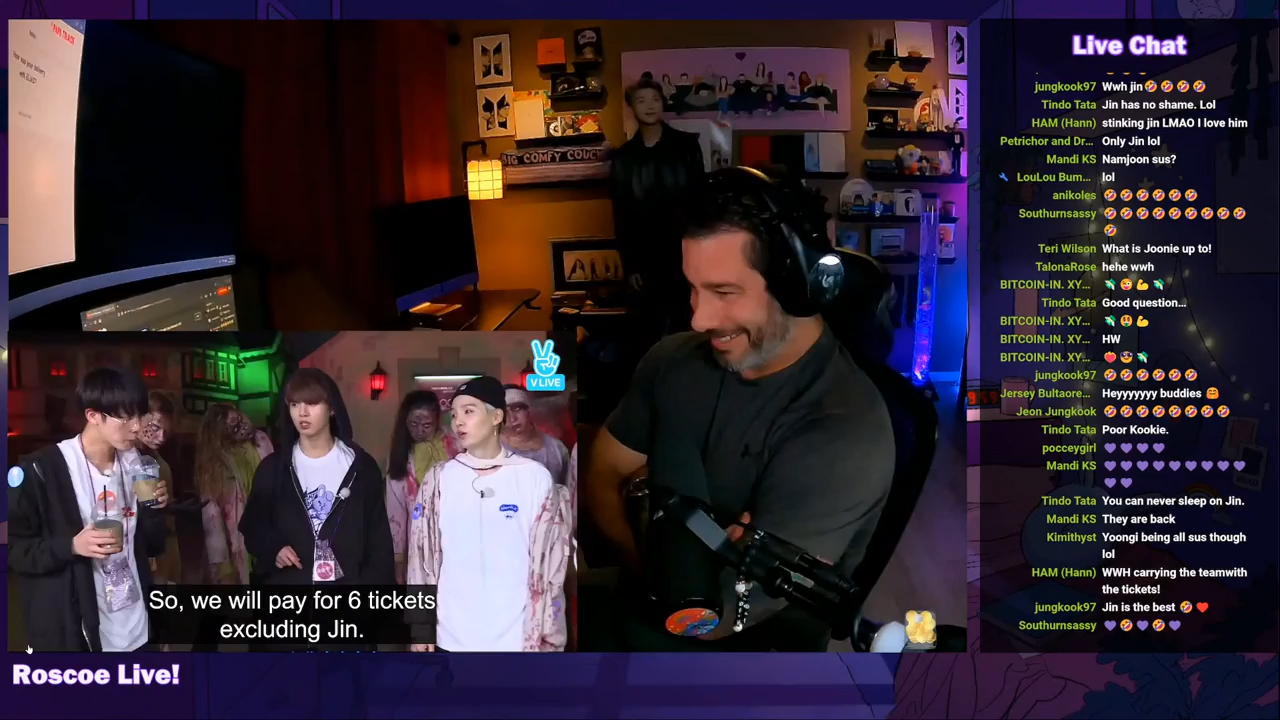 Live Chat
jungkook97 Wwh jin🤣🤣🤣🤣
Tindo Tata Jin has no shame. Lol
HAM (Hann) stinking jin LMAO I love him
Petrichor and Dr... Only Jin lol
Mandi KS Namjoon sus?
LouLou Bum... lol
anikoles 🤣🤣🤣🤣🤣🤣
Southurnsassy 🤣🤣🤣🤣🤣🤣🤣🤣🤣
🤣
Teri Wilson What is Joonie up to!
TalonaRose hehe wwh
BITCOIN-IN. XY...
Tindo Tata Good question...
BITCOIN-IN. XY...
BITCOIN-IN. XY... HW
BITCOIN-IN. XY...
jungkook97 🤣🤣🤣🤣🤣🤣
Jersey Bultaore... Heyyyyyyy buddies 🤗
Jeon Jungkook 🤣🤣🤣🤣🤣🤣🤣🤣
Tindo Tata Poor Kookie.
pocceygirl 💜💜💜💜
Mandi KS 💜💜💜💜💜💜💜💜💜
💜💜
Tindo Tata You can never sleep on Jin.
Mandi KS They are back
Kimithyst Yoongi being all sus though
lol
HAM (Hann) WWH carrying the teamwith
the tickets!
jungkook97 Jin is the best 🤣 ♥️
Southurnsassy 💜🤣💜🤣💜
BIG COMFY COUCH
V LIVE
So, we will pay for 6 tickets
excluding Jin.
Roscoe Live!